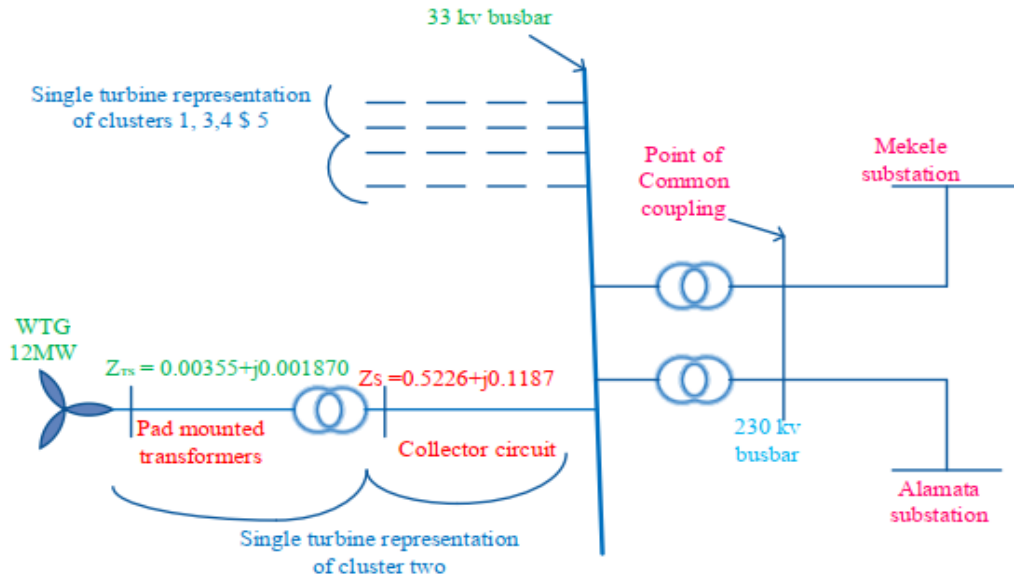 33 kv busbar
Single turbine representation
of clusters 1, 3,4 $ 5
Point of
Common
coupling
Mekele
substation
WTG
12MW
ZTS = 0.00355+j0.001870
Zs =0.5226+j0.1187
Pad mounted
transformers
Collector circuit
230 kv
busbar
Alamata
substation
Single turbine representation
of cluster two